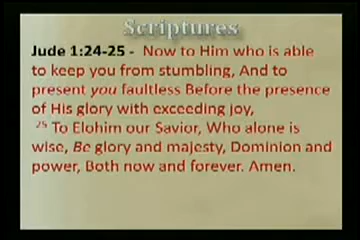 Scriptures
Jude 1:24-25 - Now to Him who is able
to keep you from stumbling, And to
present you faultless Before the presence
of His glory with exceeding joy,
25 To Elohim our Savior, Who alone is
wise, Be glory and majesty, Dominion and
power, Both now and forever. Amen.